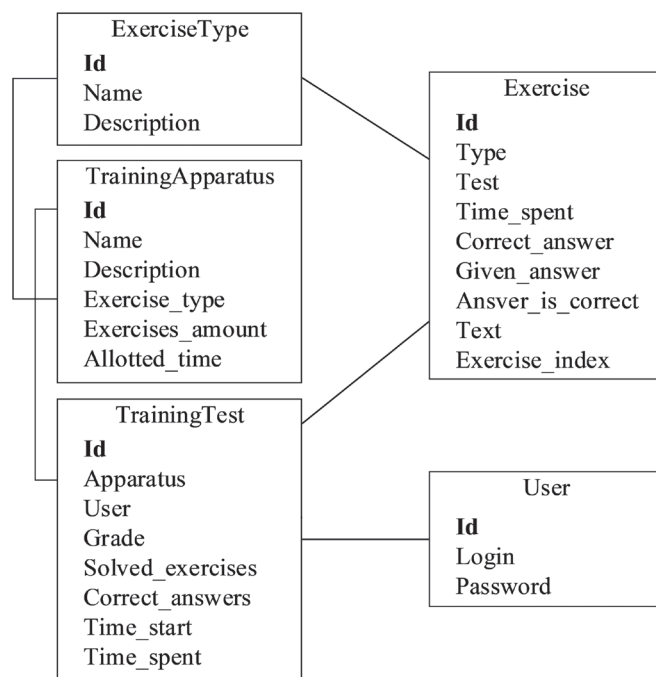 ExerciseType
Id
Name
Description
TrainingApparatus
Id
Name
Description
Exercise_type
Exercises_amount
Allotted_time
TrainingTest
Id
Apparatus
User
Grade
Solved_exercises
Correct_answers
Time_start
Time_spent
Exercise
Id
Type
Test
Time_spent
Correct_answer
Given_answer
Ansver_is_correct
Text
Exercise_index
User
Id
Login
Password